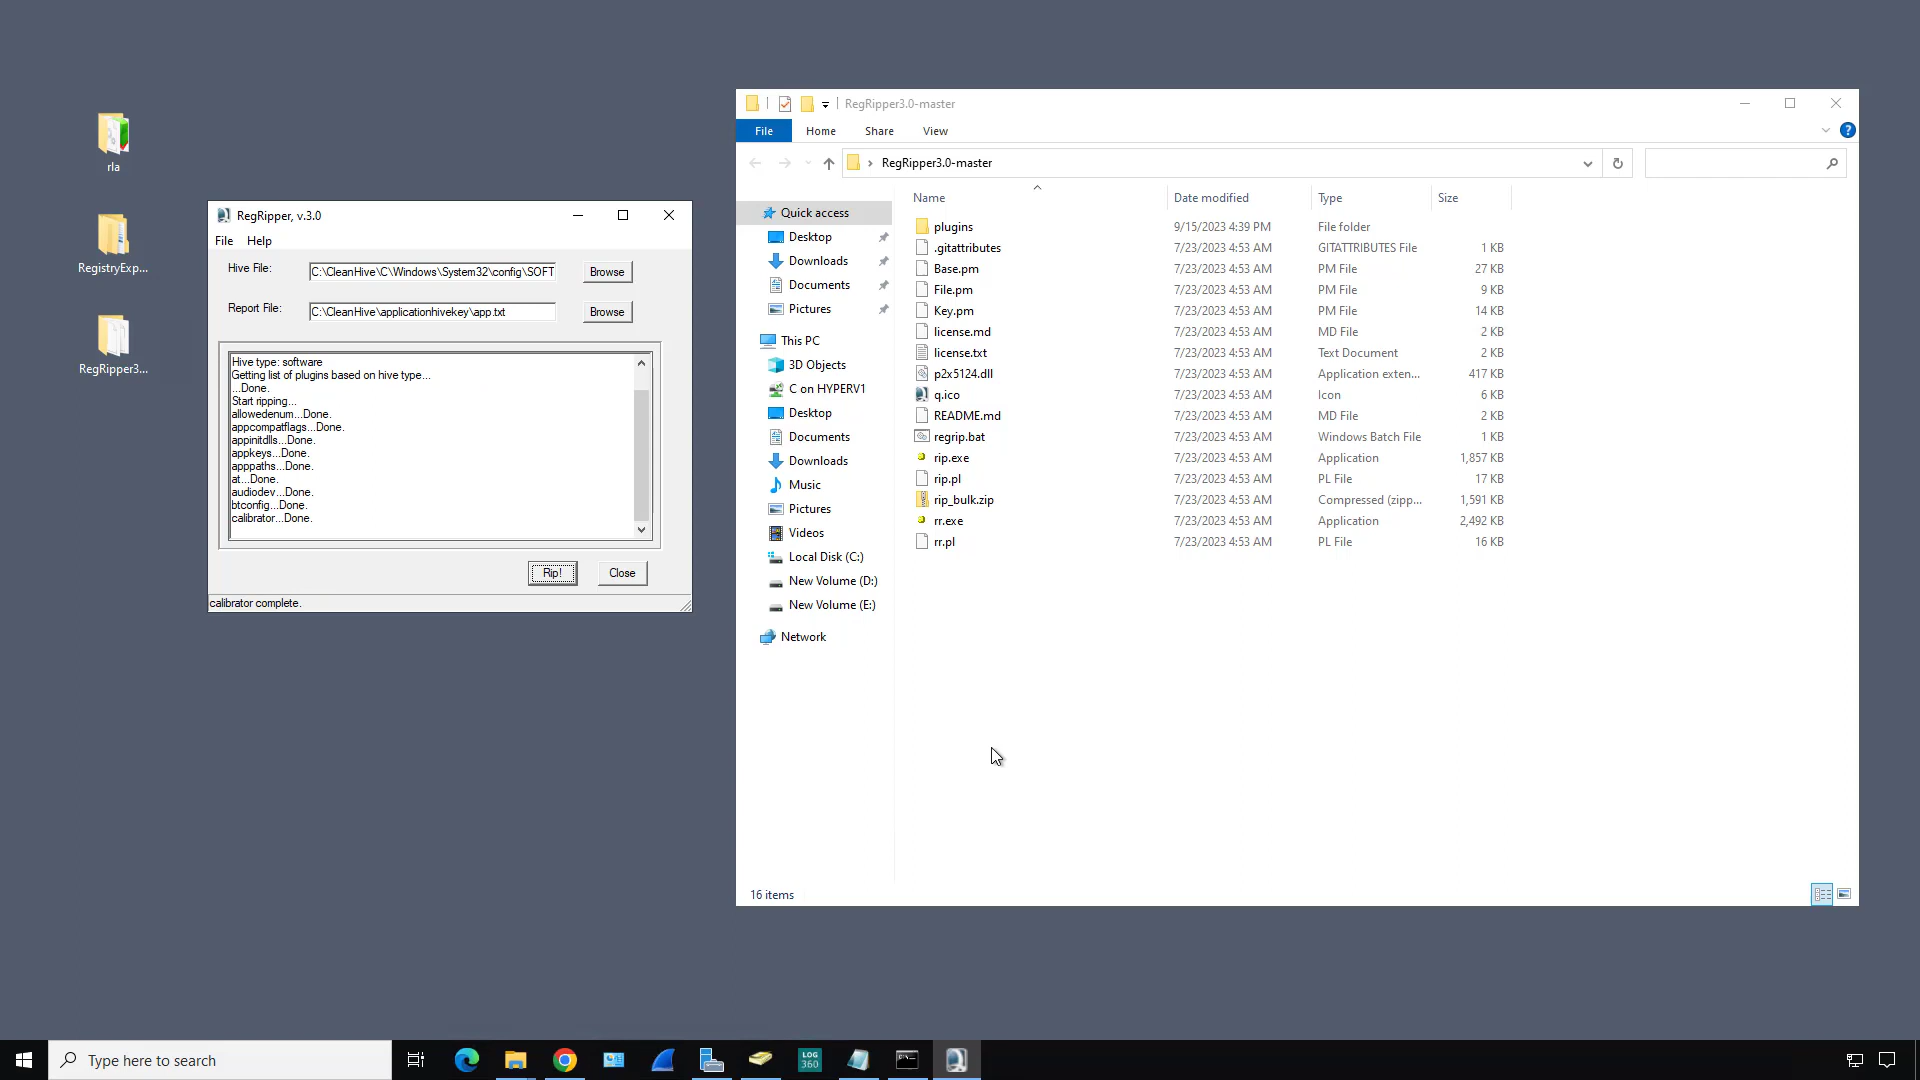 rla
RegistryExp...
RegRipper3...
RegRipper, v.3.0
File Help
Hive File: C:\CleanHive\C\Windows\System32\config\SOFT Browse
Report File: C:\CleanHive\applicationhivekey\app.txt Browse
Hive type: software
Getting list of plugins based on hive type...
...Done.
Start ripping...
allowedenum...Done.
appcompatflags...Done.
appinitdlls...Done.
appkeys...Done.
apppaths...Done.
at...Done.
audiodev...Done.
btconfig...Done.
calibrator...Done.
Rip! Close
calibrator complete.
RegRipper3.0-master
File Home Share View ?
RegRipper3.0-master
Quick access
Desktop
Downloads
Documents
Pictures
This PC
3D Objects
C on HYPERV1
Desktop
Documents
Downloads
Music
Pictures
Videos
Local Disk (C:)
New Volume (D:)
New Volume (E:)
Network
Name Date modified Type Size
plugins 9/15/2023 4:39 PM File folder
.gitattributes 7/23/2023 4:53 AM GITATTRIBUTES File 1 KB
Base.pm 7/23/2023 4:53 AM PM File 27 KB
File.pm 7/23/2023 4:53 AM PM File 9 KB
Key.pm 7/23/2023 4:53 AM PM File 14 KB
license.md 7/23/2023 4:53 AM MD File 2 KB
license.txt 7/23/2023 4:53 AM Text Document 2 KB
p2x5124.dll 7/23/2023 4:53 AM Application exten... 417 KB
q.ico 7/23/2023 4:53 AM Icon 6 KB
README.md 7/23/2023 4:53 AM MD File 2 KB
regrip.bat 7/23/2023 4:53 AM Windows Batch File 1 KB
rip.exe 7/23/2023 4:53 AM Application 1,857 KB
rip.pl 7/23/2023 4:53 AM PL File 17 KB
rip_bulk.zip 7/23/2023 4:53 AM Compressed (zipp... 1,591 KB
rr.exe 7/23/2023 4:53 AM Application 2,492 KB
rr.pl 7/23/2023 4:53 AM PL File 16 KB
16 items
Type here to search
LOG
360